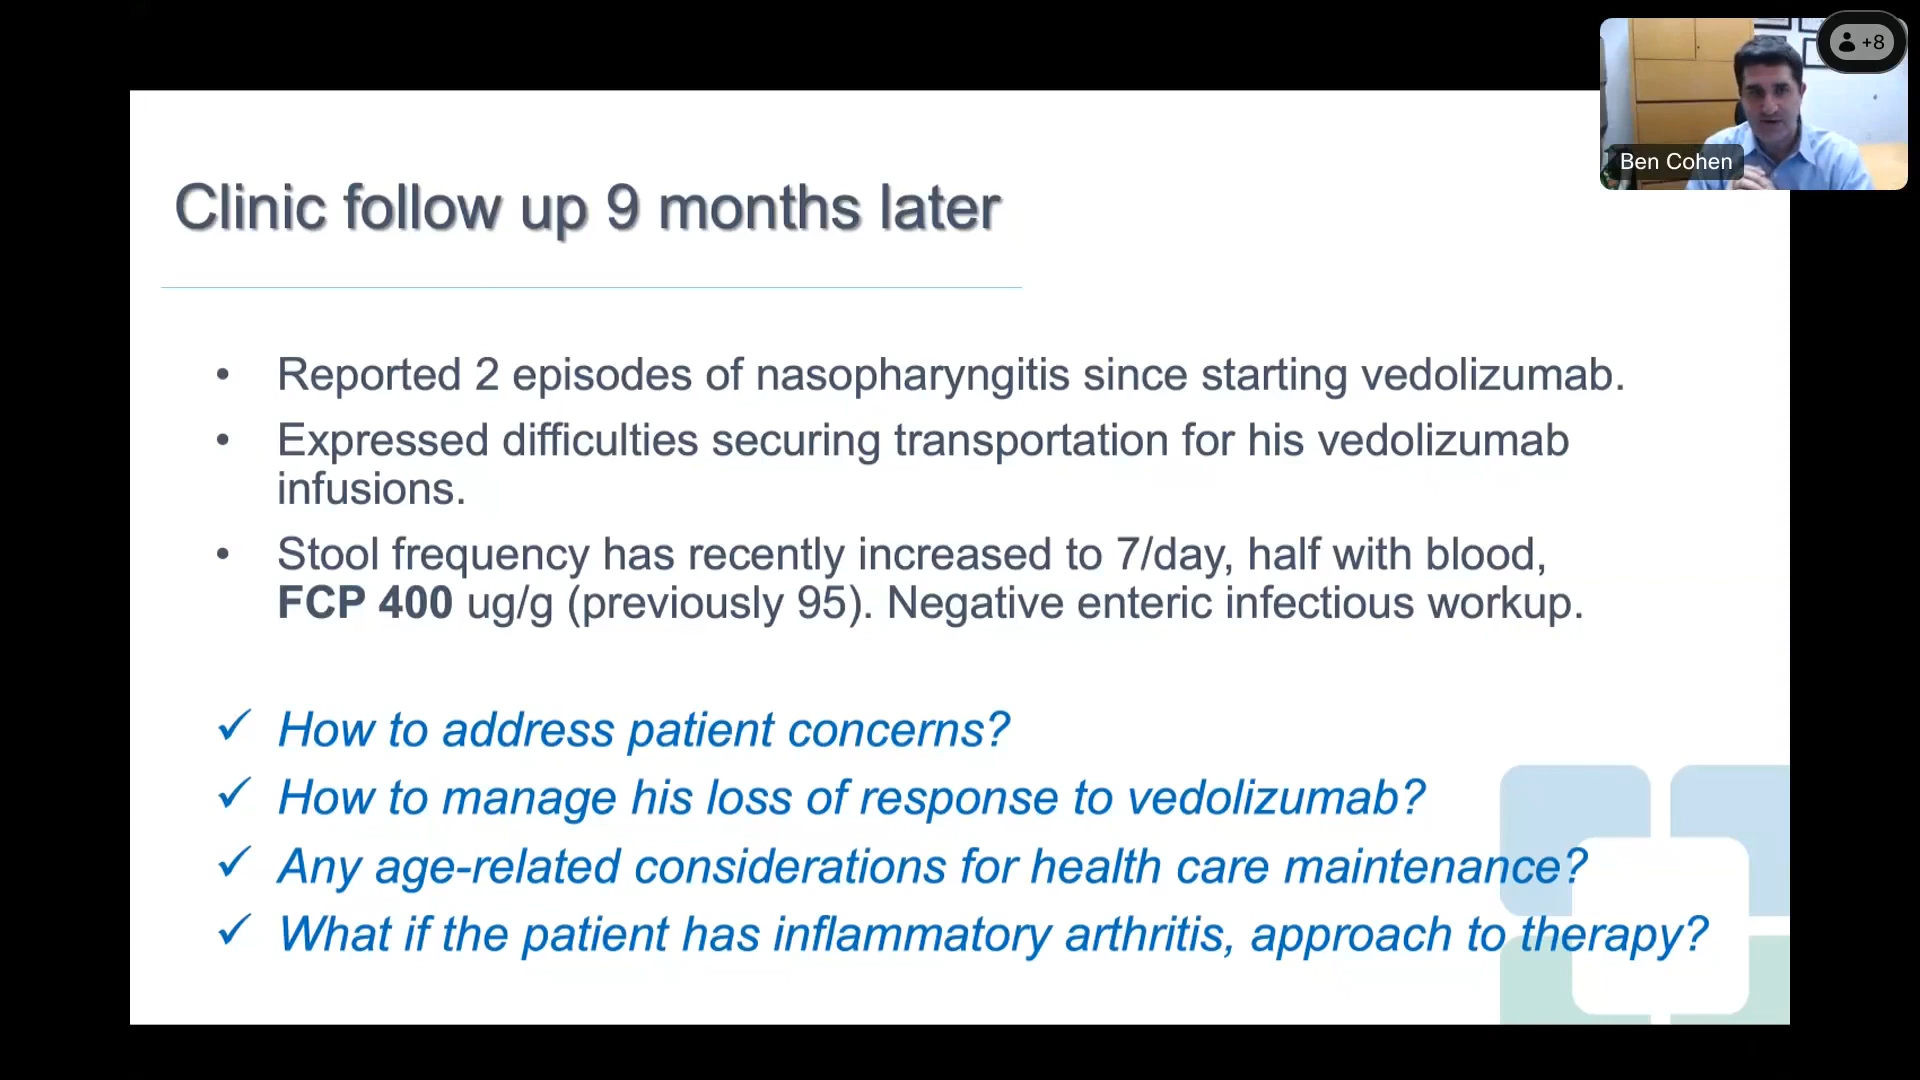 +8
Ben Cohen
Clinic follow up 9 months later
• Reported 2 episodes of nasopharyngitis since starting vedolizumab.
• Expressed difficulties securing transportation for his vedolizumab
infusions.
• Stool frequency has recently increased to 7/day, half with blood,
FCP 400 ug/g (previously 95). Negative enteric infectious workup.
✓ How to address patient concerns?
✓ How to manage his loss of response to vedolizumab?
✓ Any age-related considerations for health care maintenance?
✓ What if the patient has inflammatory arthritis, approach to therapy?